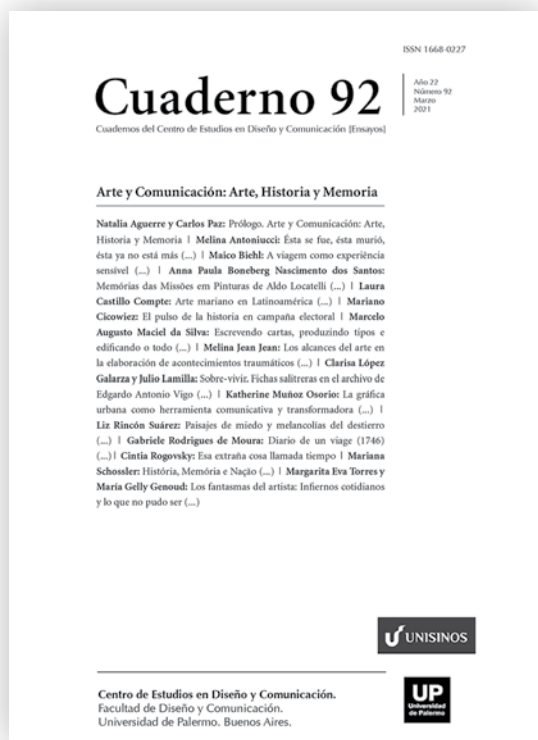 ISSN 1668-0227
Cuaderno 92
Año 22
Número 92
Marzo
2021
Cuadernos del Centro de Estudios en Diseño y Comunicación [Ensayos]
Arte y Comunicación: Arte, Historia y Memoria
Natalia Aguerre y Carlos Paz: Prólogo. Arte y Comunicación: Arte,
Historia y Memoria | Melina Antoniucci: Ésta se fue, ésta murió,
ésta ya no está más (...) | Maico Biehl: A viagem como experiência
sensível (...) | Anna Paula Boneberg Nascimento dos Santos:
Memórias das Missões em Pinturas de Aldo Locatelli (...) | Laura
Castillo Compte: Arte mariano en Latinoamérica (...) | Mariano
Cicowiez: El pulso de la historia en campaña electoral | Marcelo
Augusto Maciel da Silva: Escrevendo cartas, produzindo tipos e
edificando o todo (...) | Melina Jean Jean: Los alcances del arte en
la elaboración de acontecimientos traumáticos (...) | Clarisa López
Galarza y Julio Lamilla: Sobre-vivir. Fichas salitreras en el archivo de
Edgardo Antonio Vigo (...) | Katherine Muñoz Osorio: La gráfica
urbana como herramienta comunicativa y transformadora (...) |
Liz Rincón Suárez: Paisajes de miedo y melancolías del destierro
(...) | Gabriele Rodrigues de Moura: Diario de un viage (1746)
(...) | Cintia Rogovsky: Esa extraña cosa llamada tiempo | Mariana
Schossler: História, Memória e Nação (...) | Margarita Eva Torres y
María Gelly Genoud: Los fantasmas del artista: Infiernos cotidianos
y lo que no pudo ser (...)
UNISINOS
Centro de Estudios en Diseño y Comunicación.
Facultad de Diseño y Comunicación.
Universidad de Palermo. Buenos Aires.
UP
Universidad
de Palermo